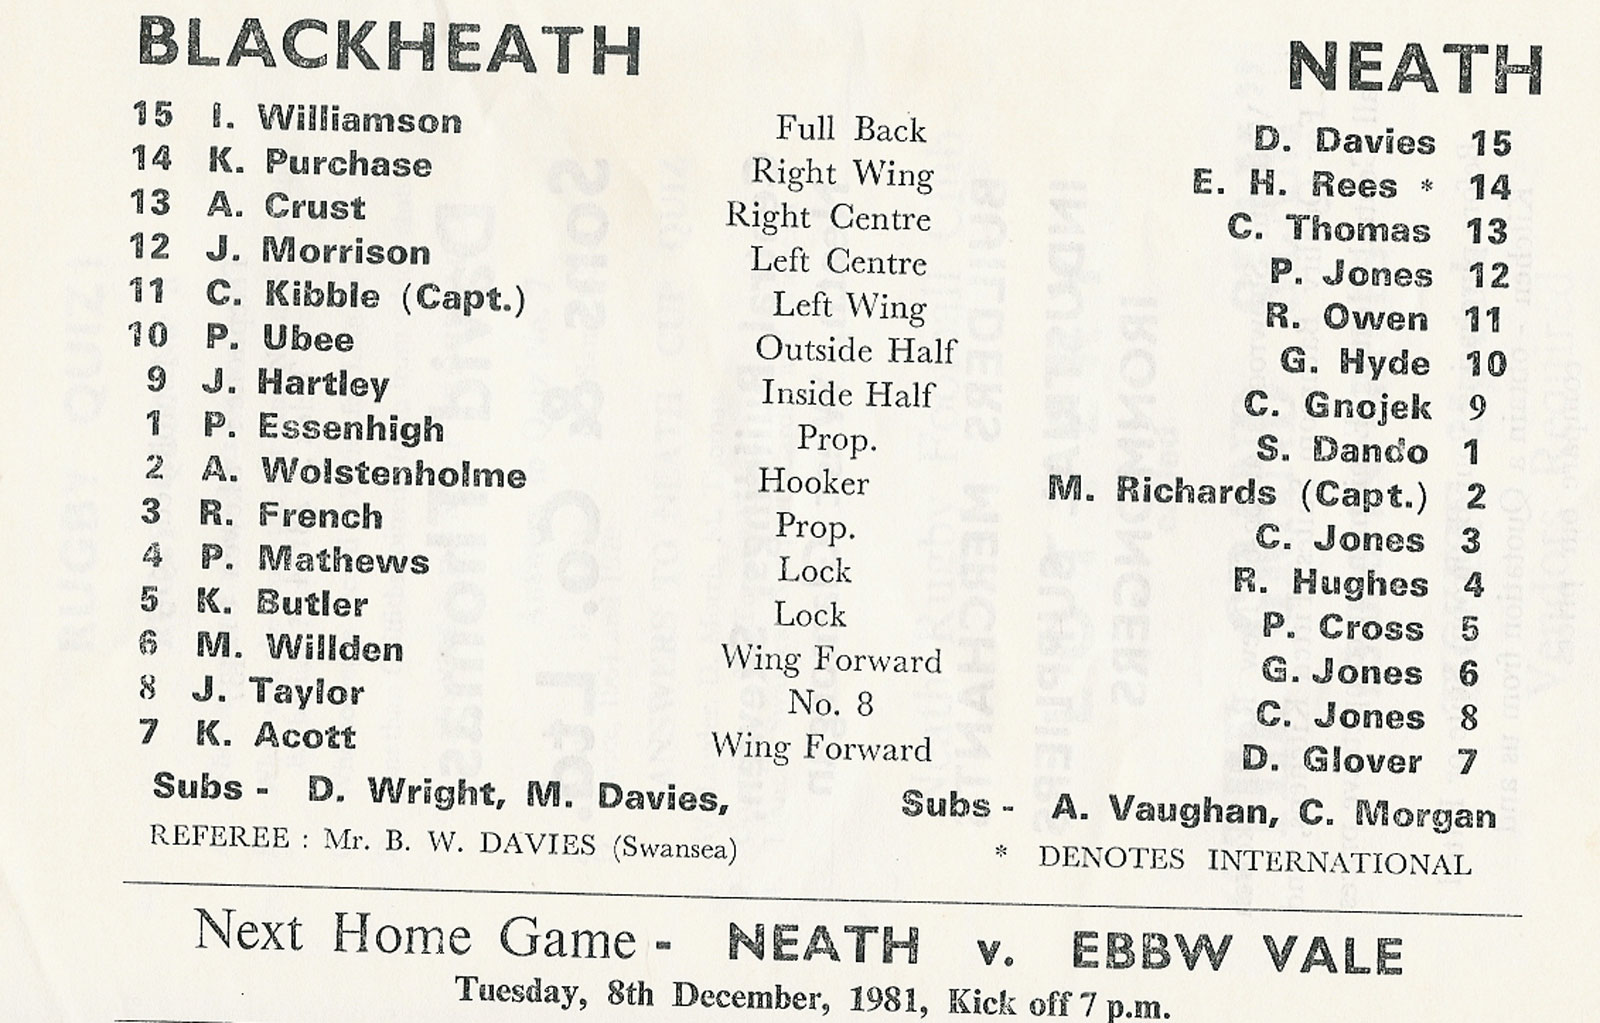 BLACKHEATH NEATH
15 I. Williamson Full Back D. Davies 15
14 K. Purchase Right Wing E. H. Rees * 14
13 A. Crust Right Centre C. Thomas 13
12 J. Morrison Left Centre P. Jones 12
11 C. Kibble (Capt.) Left Wing R. Owen 11
10 P. Ubee Outside Half G. Hyde 10
9 J. Hartley Inside Half C. Gnojek 9
1 P. Essenhigh Prop. S. Dando 1
2 A. Wolstenholme Hooker M. Richards (Capt.) 2
3 R. French Prop. C. Jones 3
4 P. Mathews Lock R. Hughes 4
5 K. Butler Lock P. Cross 5
6 M. Willden Wing Forward G. Jones 6
8 J. Taylor No. 8 C. Jones 8
7 K. Acott Wing Forward D. Glover 7
Subs - D. Wright, M. Davies, Subs - A. Vaughan, C. Morgan
REFEREE : Mr. B. W. DAVIES (Swansea) * DENOTES INTERNATIONAL
Next Home Game - NEATH v. EBBW VALE
Tuesday, 8th December, 1981, Kick off 7 p.m.